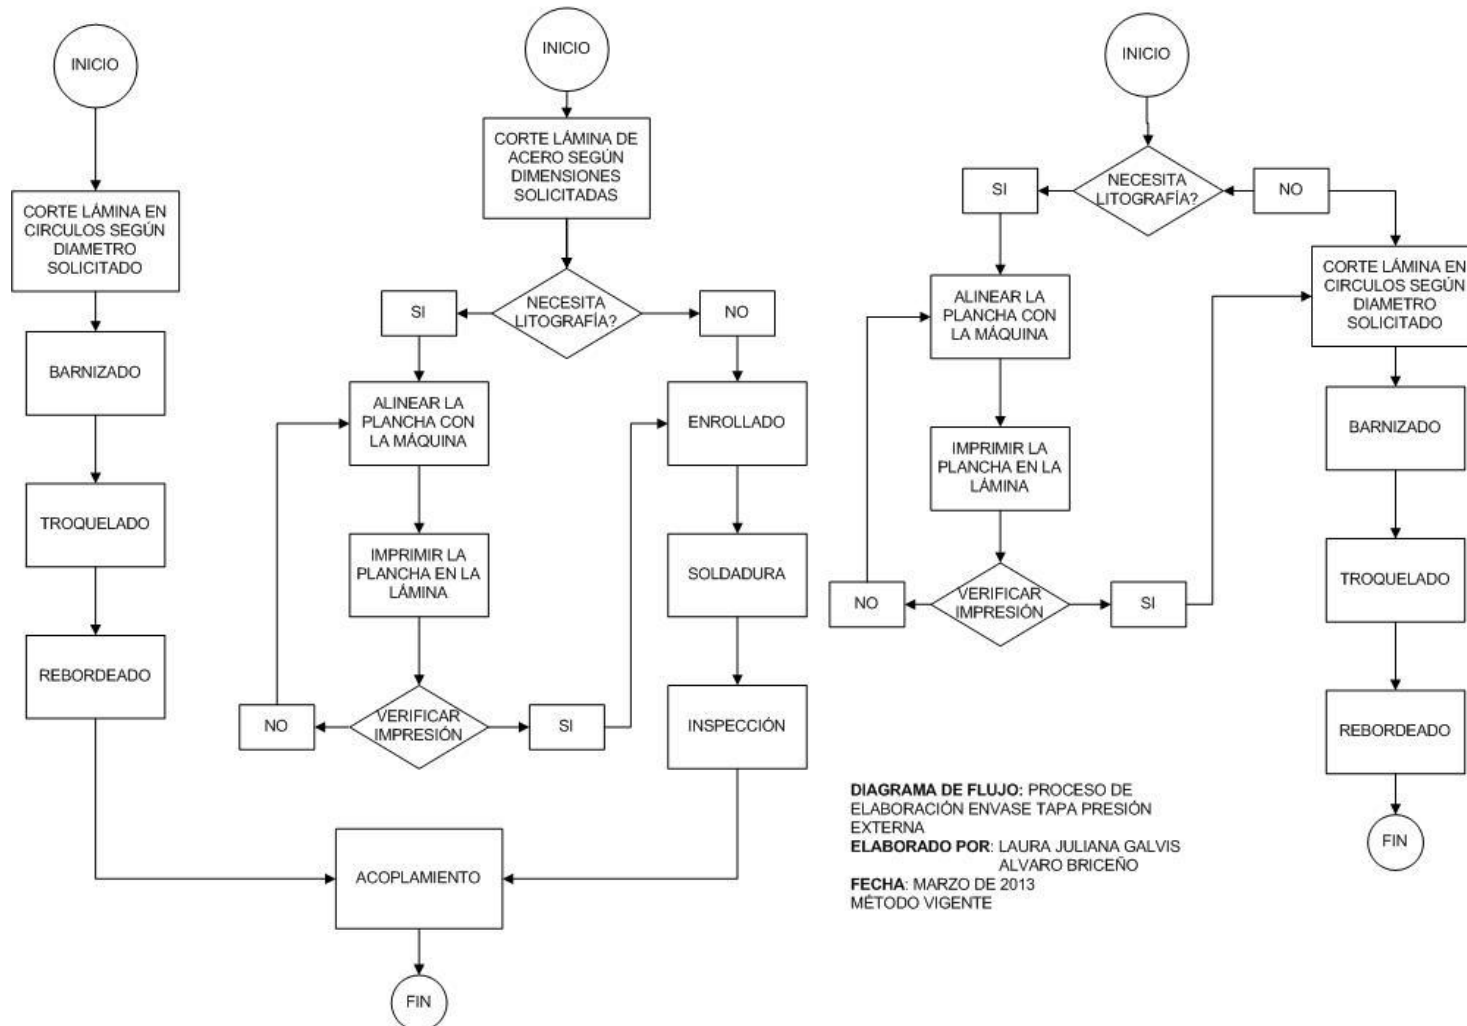 INICIO
CORTE LÁMINA EN
CIRCULOS SEGÚN
DIAMETRO
SOLICITADO
BARNIZADO
TROQUELADO
REBORDEADO
INICIO
CORTE LÁMINA DE
ACERO SEGÚN
DIMENSIONES
SOLICITADAS
NECESITA
LITOGRAFÍA?
SI
NO
ALINEAR LA
PLANCHA CON
LA MÁQUINA
IMPRIMIR LA
PLANCHA EN LA
LÁMINA
VERIFICAR
IMPRESIÓN
NO
SI
ENROLLADO
SOLDADURA
INSPECCIÓN
ACOPLAMIENTO
FIN
INICIO
NECESITA
LITOGRAFÍA?
SI
NO
ALINEAR LA
PLANCHA CON
LA MÁQUINA
IMPRIMIR LA
PLANCHA EN LA
LÁMINA
VERIFICAR
IMPRESIÓN
NO
SI
CORTE LÁMINA EN
CIRCULOS SEGÚN
DIAMETRO
SOLICITADO
BARNIZADO
TROQUELADO
REBORDEADO
FIN
DIAGRAMA DE FLUJO: PROCESO DE
ELABORACIÓN ENVASE TAPA PRESIÓN
EXTERNA
ELABORADO POR: LAURA JULIANA GALVIS
ALVARO BRICEÑO
FECHA: MARZO DE 2013
MÉTODO VIGENTE